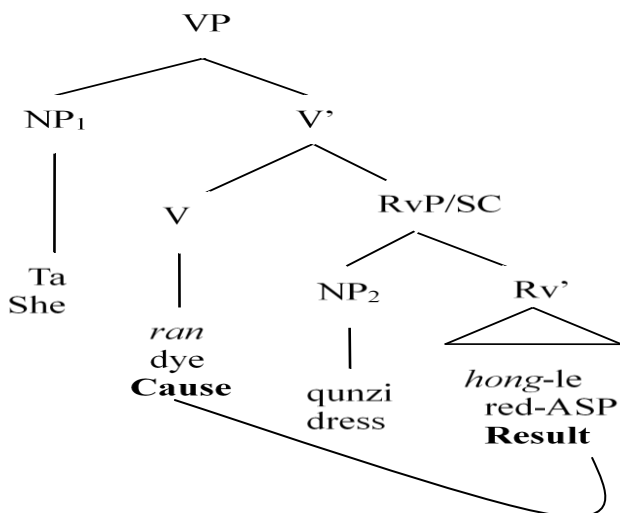 VP
NP₁
V’
V
RvP/SC
Ta
She
NP₂
Rv’
ran
dye
Cause
qunzi
dress
hong-le
red-ASP
Result